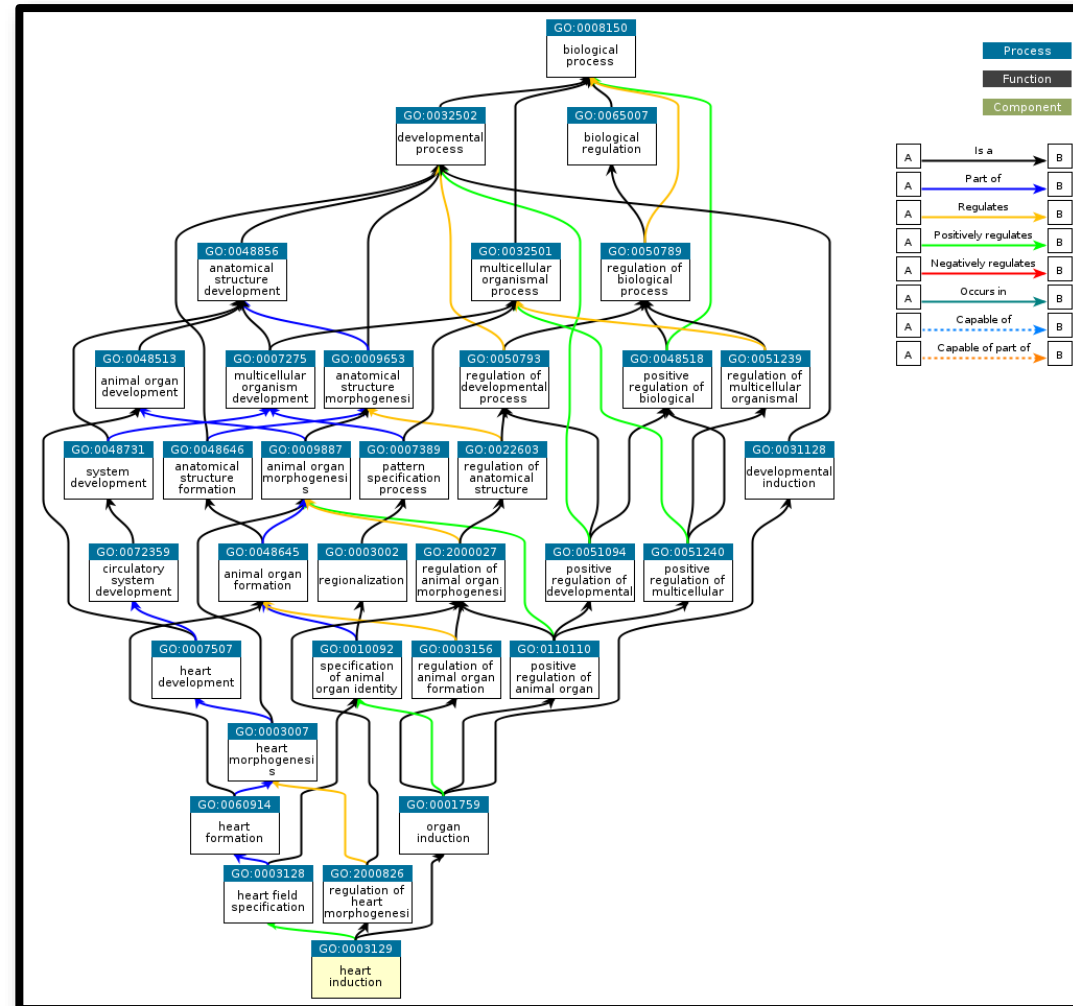 GO:0008150
biological
process
Process
Function
Component
GO:0032502
developmental
process
GO:0065007
biological
regulation
A Is a B
A Part of B
A Regulates B
A Positively regulates B
A Negatively regulates B
A Occurs in B
A Capable of B
A Capable of part of B
GO:0048856
anatomical
structure
development
GO:0032501
multicellular
organismal
process
GO:0050789
regulation of
biological
process
GO:0048513
animal organ
development
GO:0007275
multicellular
organism
development
GO:0009653
anatomical
structure
morphogenesi
GO:0050793
regulation of
developmental
process
GO:0048518
positive
regulation of
biological
GO:0051239
regulation of
multicellular
organismal
GO:0048731
system
development
GO:0048646
anatomical
structure
formation
GO:0009887
animal organ
morphogenesi
s
GO:0007389
pattern
specification
process
GO:0022603
regulation of
anatomical
structure
GO:0031128
developmental
induction
GO:0072359
circulatory
system
development
GO:0048645
animal organ
formation
GO:0003002
regionalization
GO:2000027
regulation of
animal organ
morphogenesi
GO:0051094
positive
regulation of
developmental
GO:0051240
positive
regulation of
multicellular
GO:0007507
heart
development
GO:0010092
specification
of animal
organ identity
GO:0003156
regulation of
animal organ
formation
GO:0110110
positive
regulation of
animal organ
GO:0003007
heart
morphogenesi
s
GO:0060914
heart
formation
GO:0001759
organ
induction
GO:0003128
heart field
specification
GO:2000826
regulation of
heart
morphogenesi
GO:0003129
heart
induction